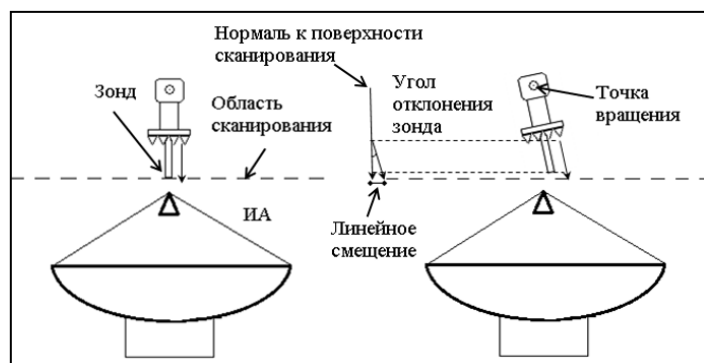 Нормаль к поверхности
сканирования
Зонд
Область
сканирования
Угол
отклонения
зонда
Точка
вращения
ИА
Линейное
смещение